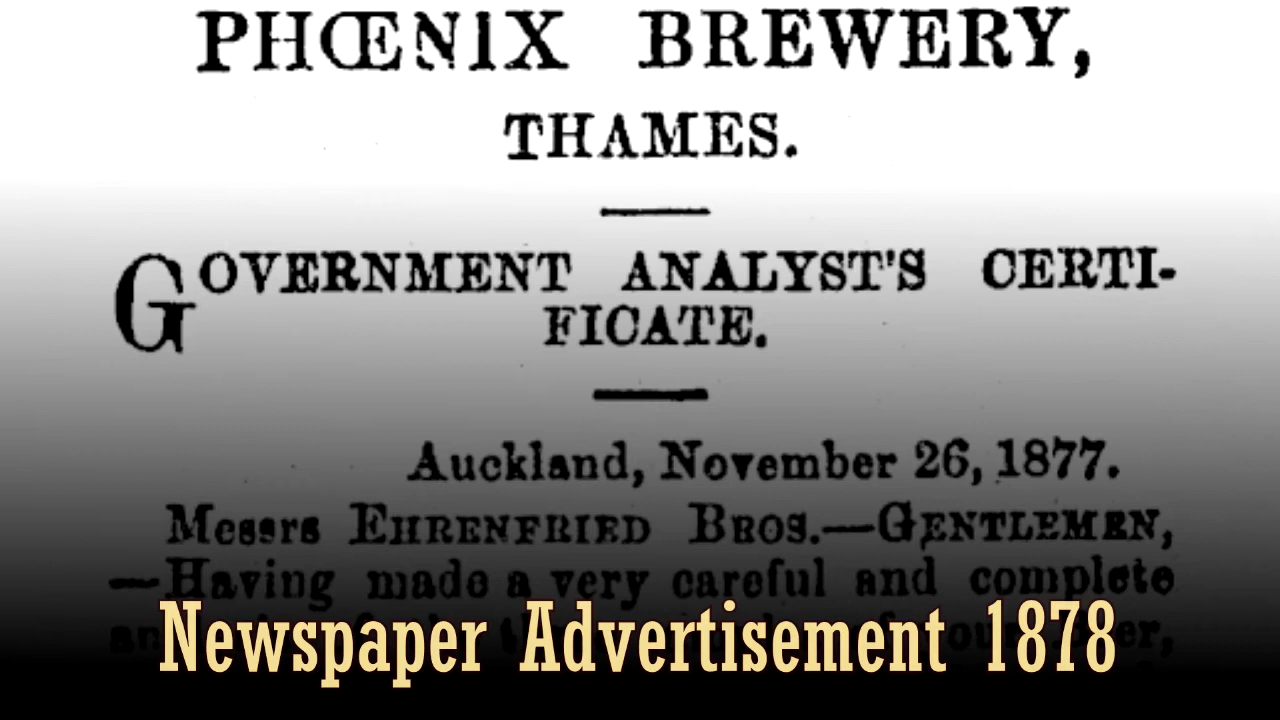 PHŒNIX BREWERY,
THAMES.
GOVERNMENT ANALYST'S CERTI-
FICATE.
Auckland, November 26, 1877.
Messrs EHRENFRIED BROS.—GENTLEMEN,
—Having made a very careful and complete
Newspaper Advertisement 1878